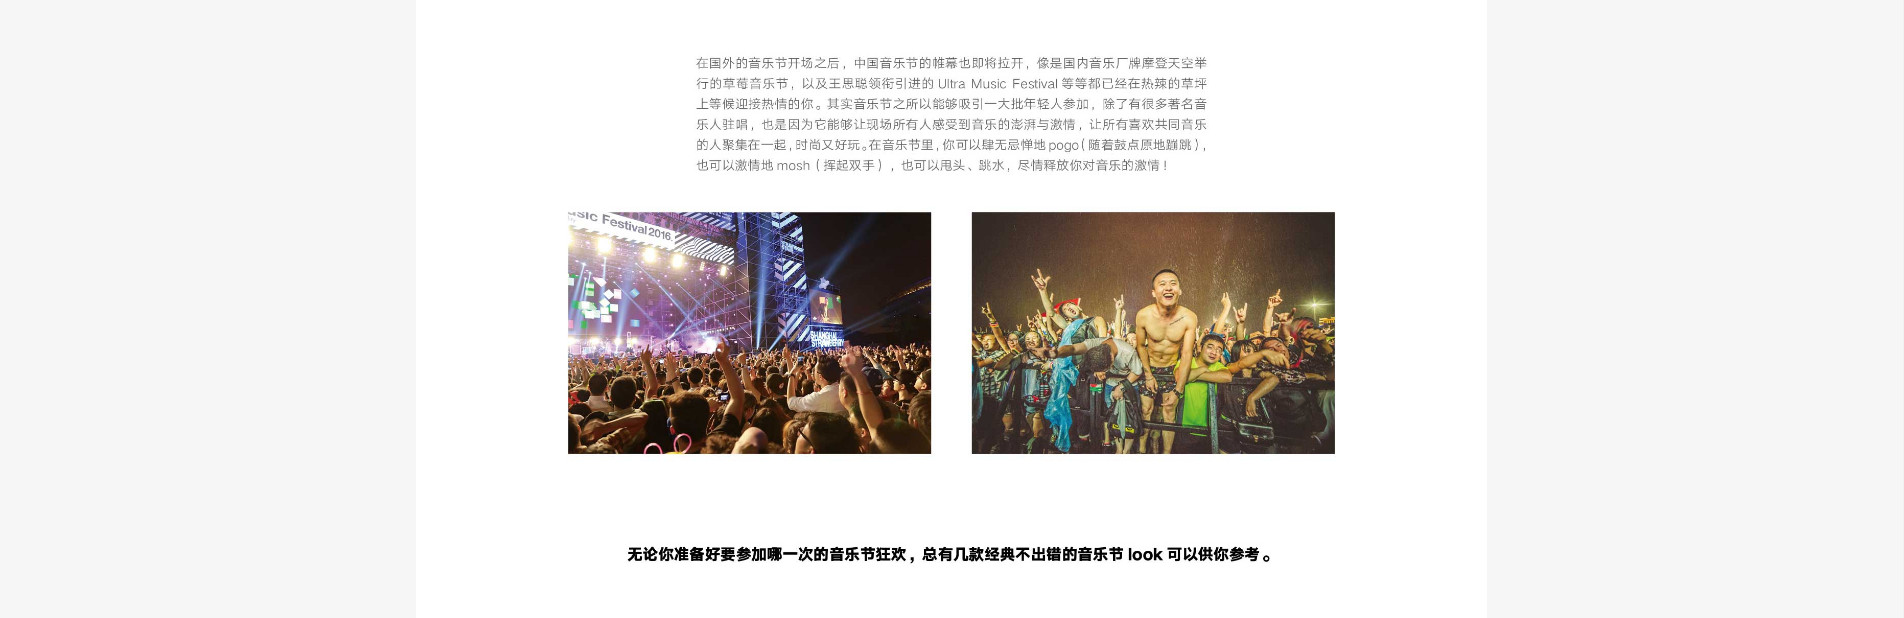 在国外的音乐节开场之后，中国音乐节的帷幕也即将拉开，像是国内音乐厂牌摩登天空举
行的草莓音乐节，以及王思聪领衔引进的 Ultra Music Festival 等等都已经在热辣的草坪
上等候迎接热情的你。其实音乐节之所以能够吸引一大批年轻人参加，除了有很多著名音
乐人驻唱，也是因为它能够让现场所有人感受到音乐的澎湃与激情，让所有喜欢共同音乐
的人聚集在一起，时尚又好玩。在音乐节里，你可以肆无忌惮地 pogo（随着鼓点原地蹦跳），
也可以激情地 mosh（挥起双手），也可以甩头、跳水，尽情释放你对音乐的激情！
usic Festival 2016
SHANGHAI
STRAWBERRY
无论你准备好要参加哪一次的音乐节狂欢，总有几款经典不出错的音乐节 look 可以供你参考。